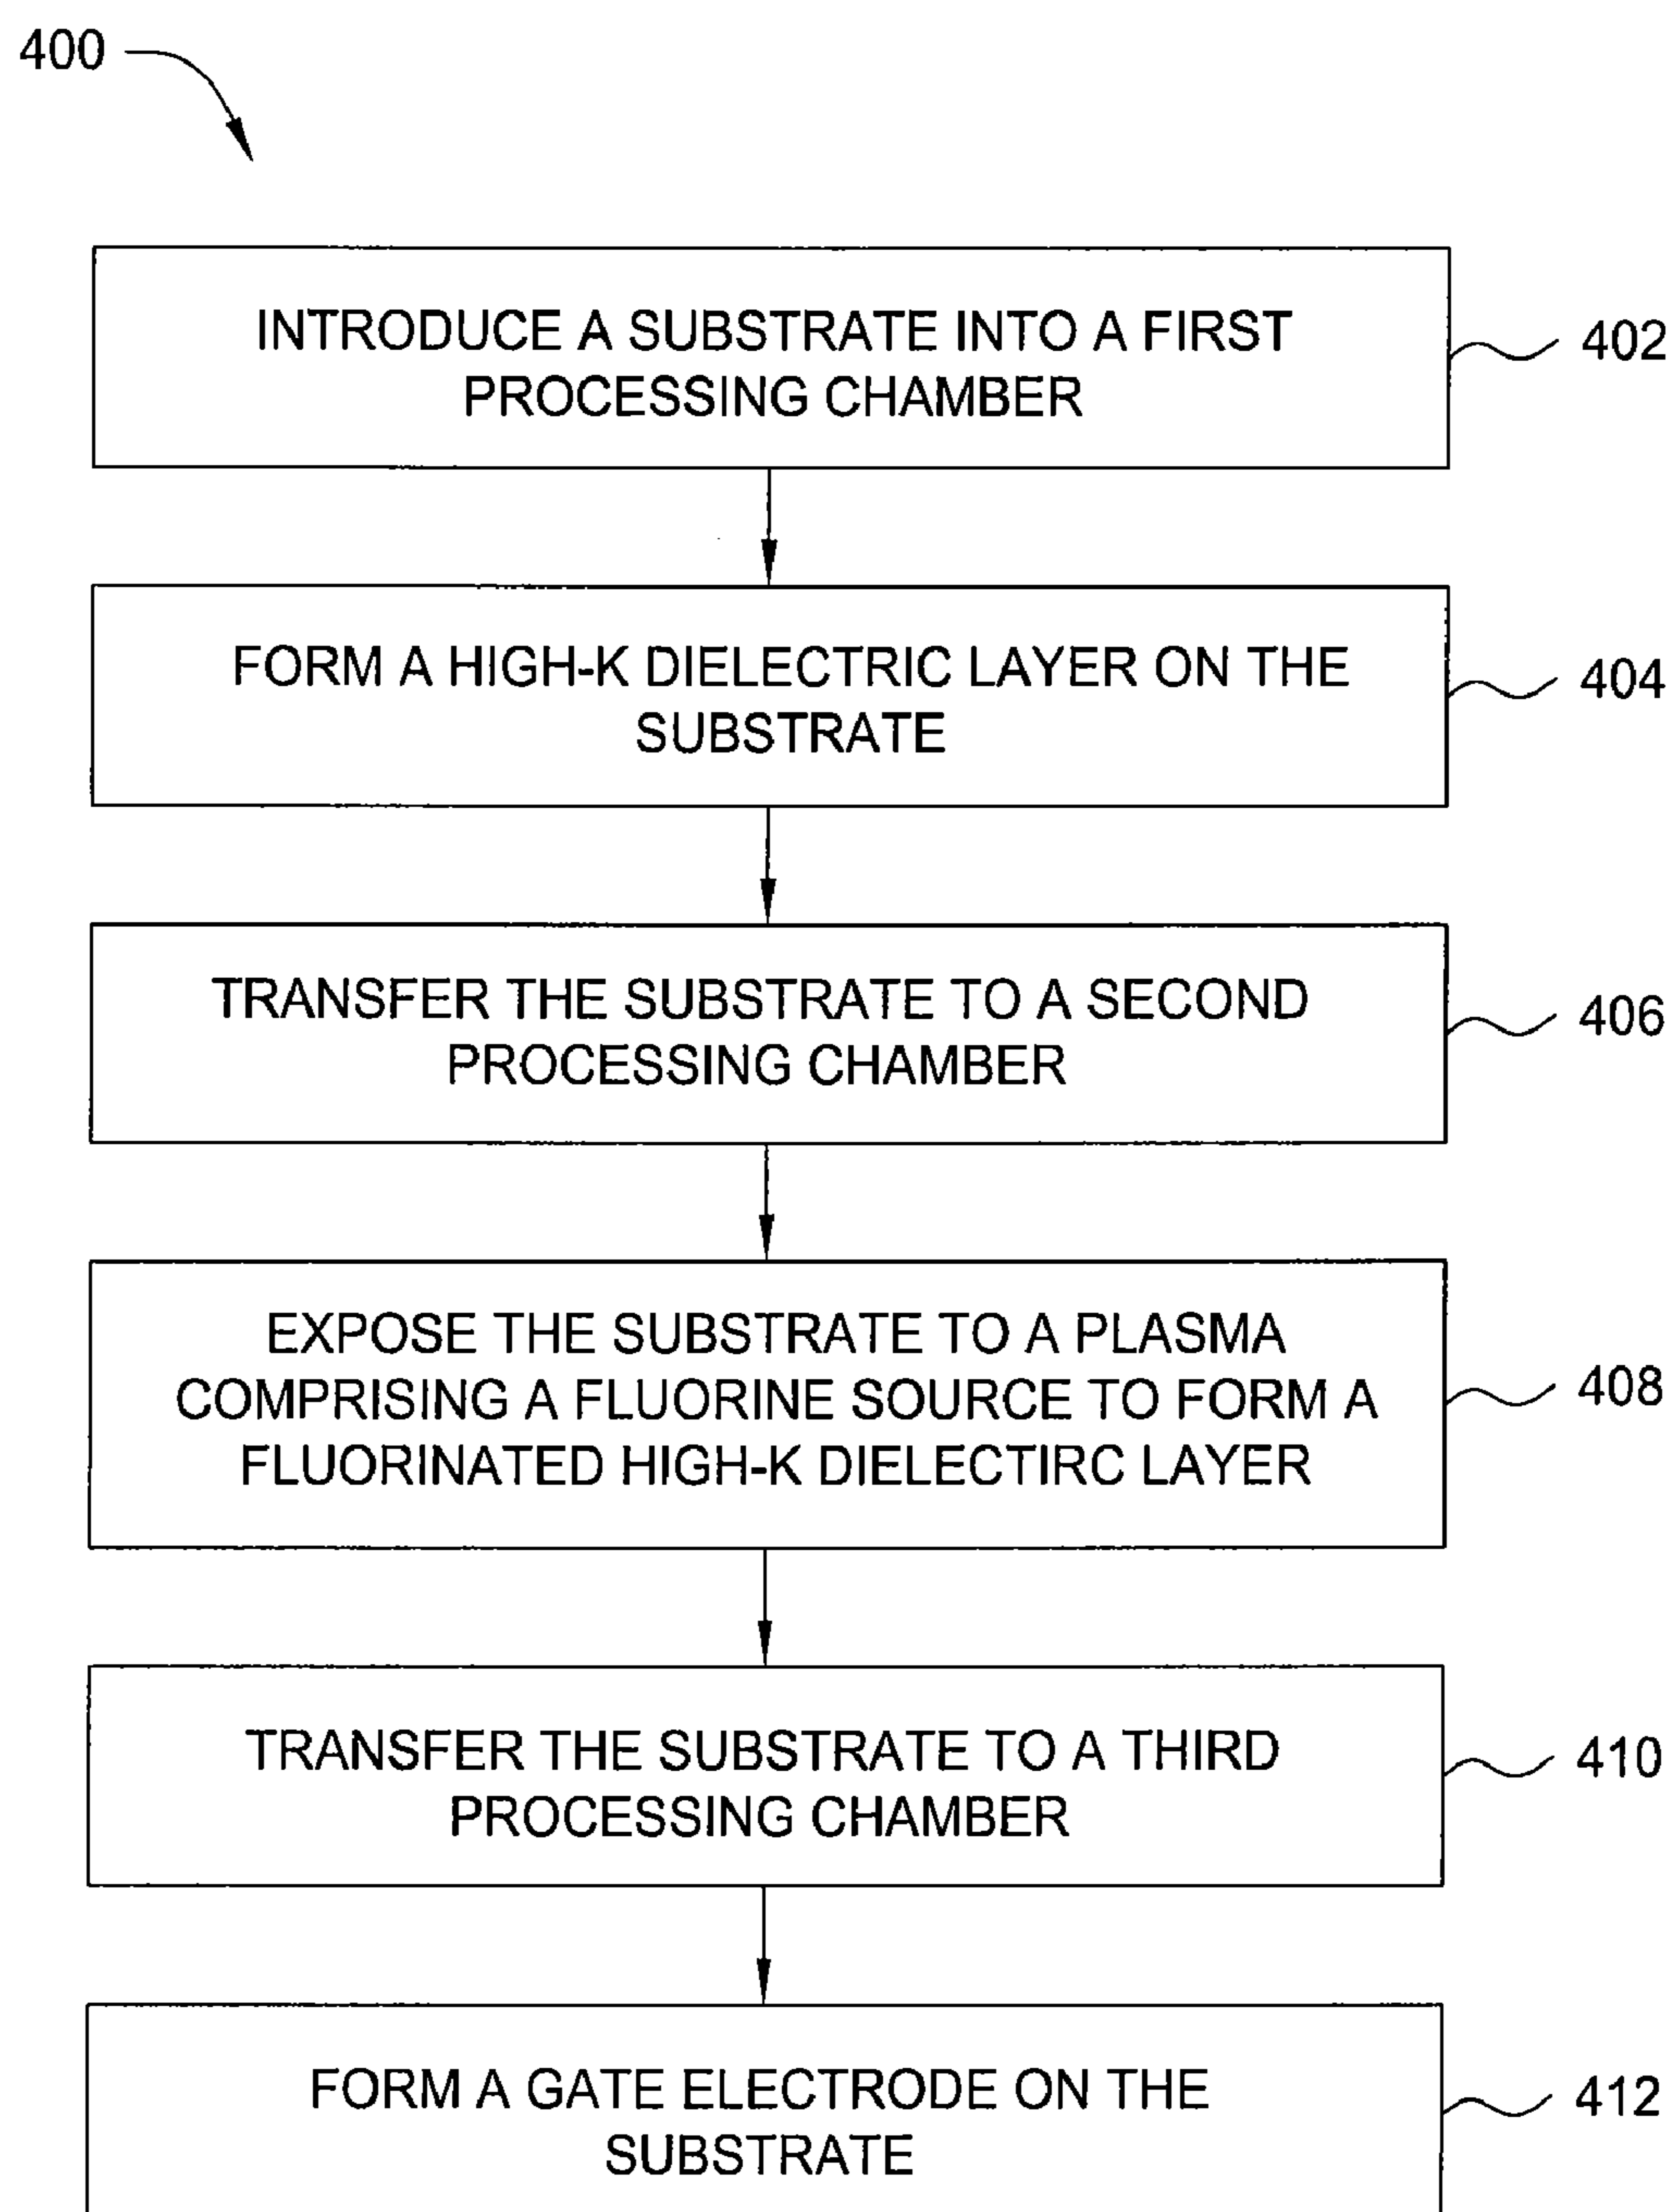 400
INTRODUCE A SUBSTRATE INTO A FIRST
PROCESSING CHAMBER
402
FORM A HIGH-K DIELECTRIC LAYER ON THE
SUBSTRATE
404
TRANSFER THE SUBSTRATE TO A SECOND
PROCESSING CHAMBER
406
EXPOSE THE SUBSTRATE TO A PLASMA
COMPRISING A FLUORINE SOURCE TO FORM A
FLUORINATED HIGH-K DIELECTIRC LAYER
408
TRANSFER THE SUBSTRATE TO A THIRD
PROCESSING CHAMBER
410
FORM A GATE ELECTRODE ON THE
SUBSTRATE
412